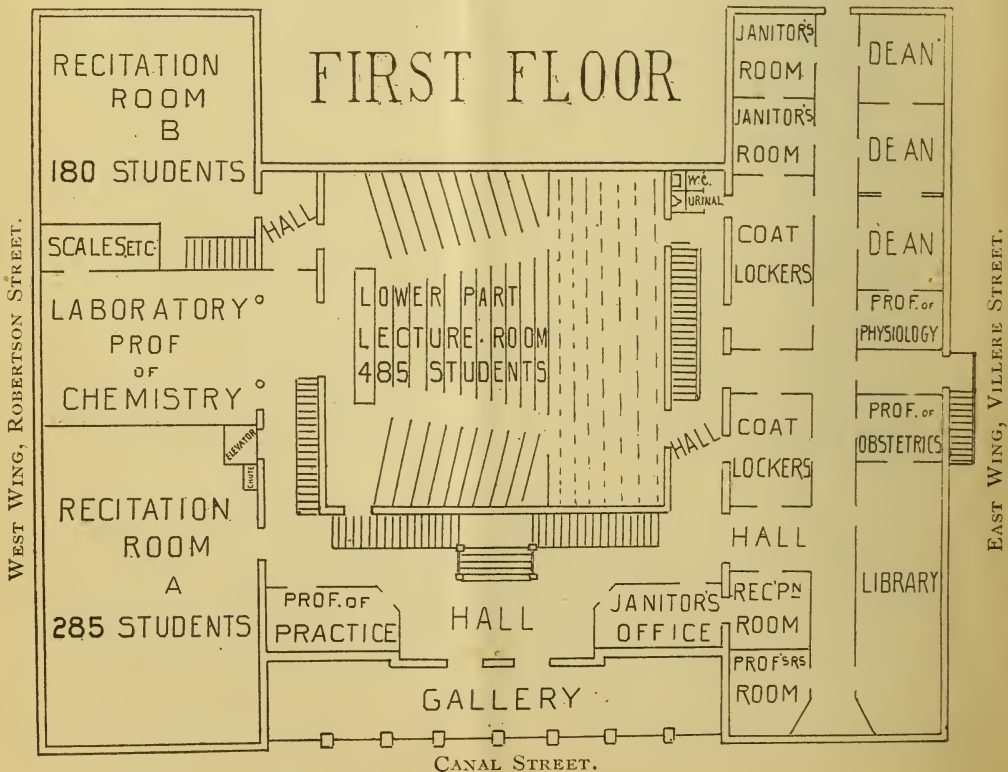 FIRST FLOOR
RECITATION
ROOM
B
180 STUDENTS
SCALES, ETC
HALL
LABORATORY
PROF
OF
CHEMISTRY
ELEVATOR
CHUTE
RECITATION
ROOM
A
285 STUDENTS
LOWER PART
LECTURE ROOM
485 STUDENTS
W.C.
URINAL
HALL
JANITOR'S
ROOM
JANITOR'S
ROOM
COAT
LOCKERS
COAT
LOCKERS
HALL
DEAN
DEAN
DEAN
PROF. OF
PHYSIOLOGY
PROF. OF
OBSTETRICS
LIBRARY
PROF. OF
PRACTICE
HALL
JANITOR'S
OFFICE
REC'PN
ROOM
PROF'SRS
ROOM
GALLERY
CANAL STREET.
WEST WING, ROBERTSON STREET.
EAST WING, VILLERE STREET.